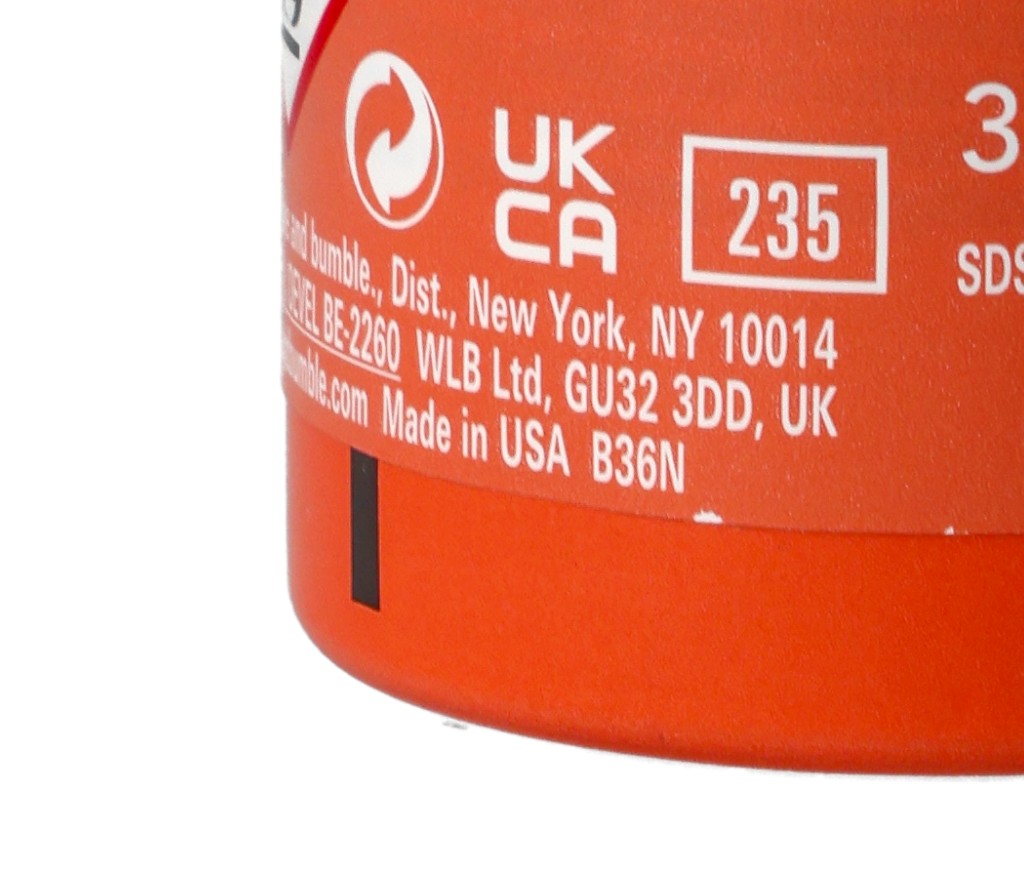 UK
CA
235
3
SDS
and bumble., Dist., New York, NY 10014
BE-2260 WLB Ltd, GU32 3DD, UK
Made in USA B36N